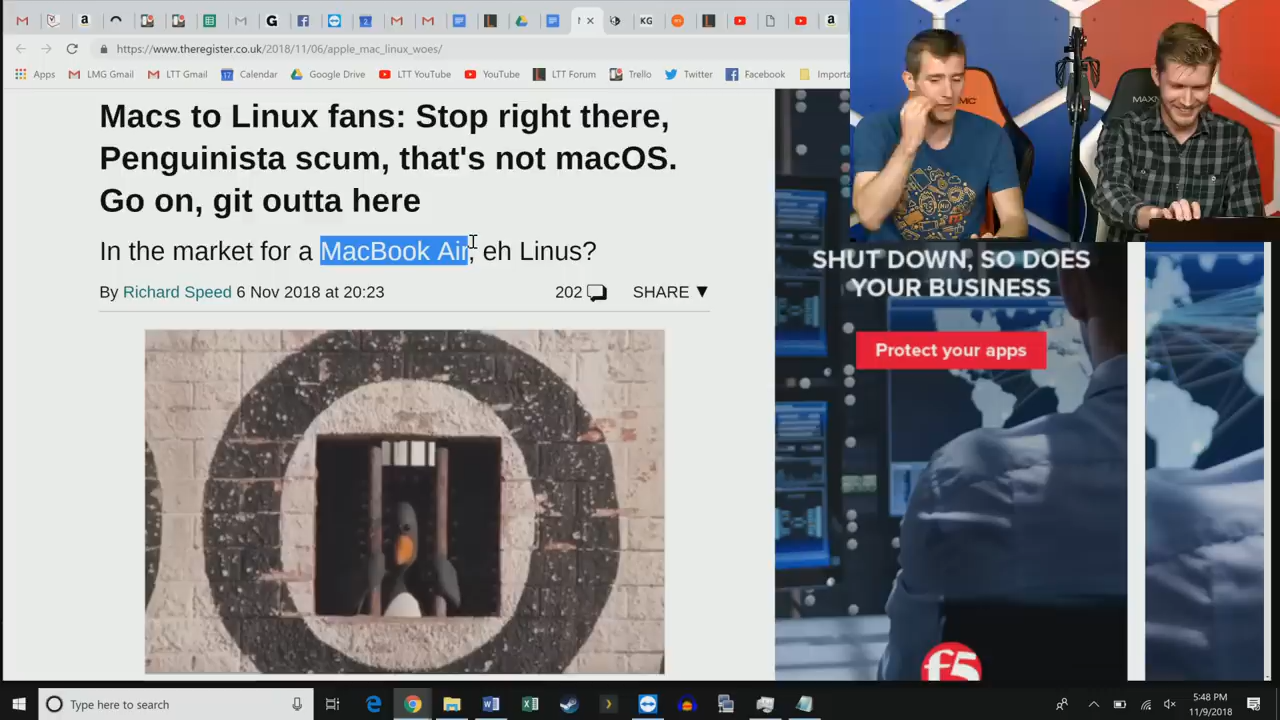 KG
https://www.theregister.co.uk/2018/11/06/apple_mac_linux_woes/
Apps LMG Gmail LTT Gmail Calendar Google Drive LTT YouTube YouTube LTT Forum Trello Twitter Facebook Importa
Macs to Linux fans: Stop right there,
Penguinista scum, that's not macOS.
Go on, git outta here
In the market for a MacBook Air, eh Linus?
By Richard Speed 6 Nov 2018 at 20:23
202
SHARE ▼
SHUT DOWN, SO DOES
YOUR BUSINESS
Protect your apps
f5
Type here to search
5:48 PM
11/9/2018